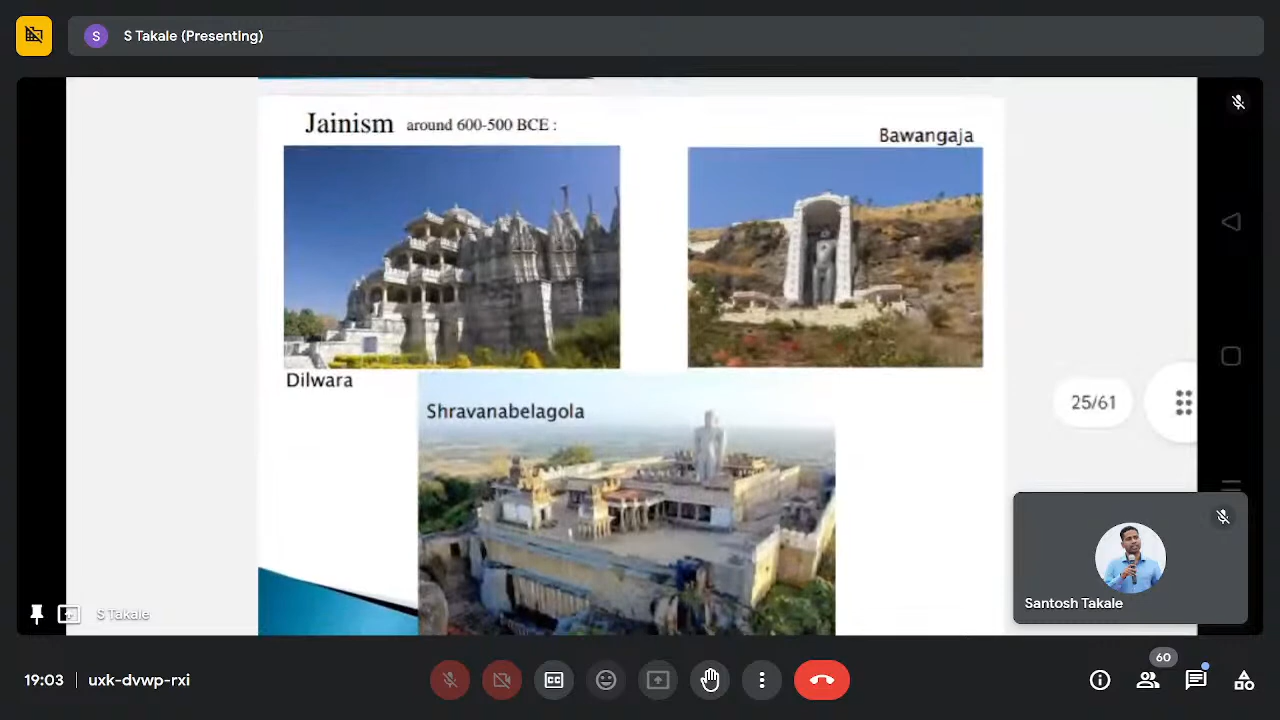 S
S Takale (Presenting)
Jainism around 600-500 BCE :
Bawangaja
Dilwara
Shravanabelagola
25/61
S Takale
Santosh Takale
19:03
uxk-dvwp-rxi
CC
60